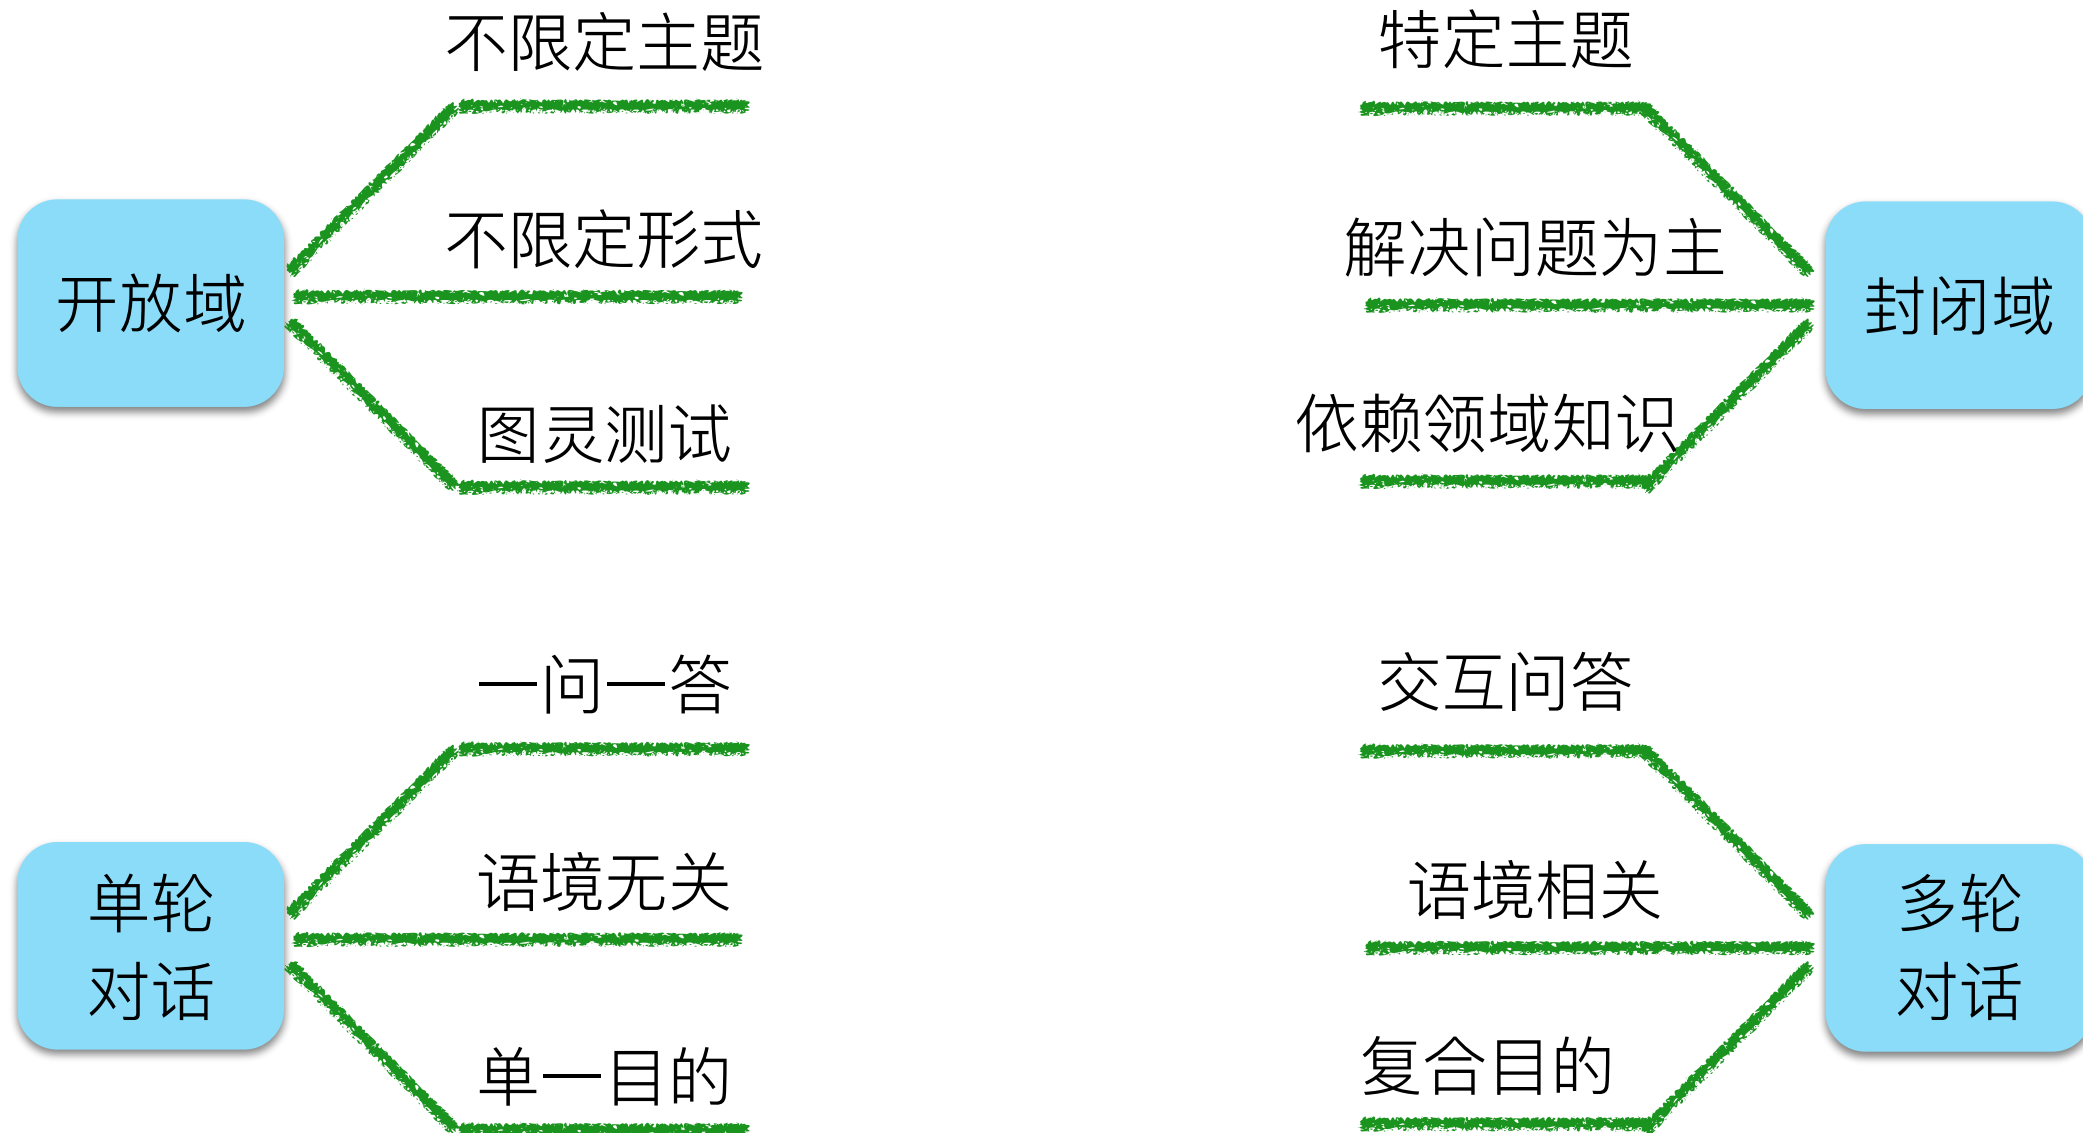 不限定主题
不限定形式
开放域
图灵测试
特定主题
解决问题为主
封闭域
依赖领域知识
一问一答
语境无关
单轮
对话
单一目的
交互问答
语境相关
多轮
对话
复合目的